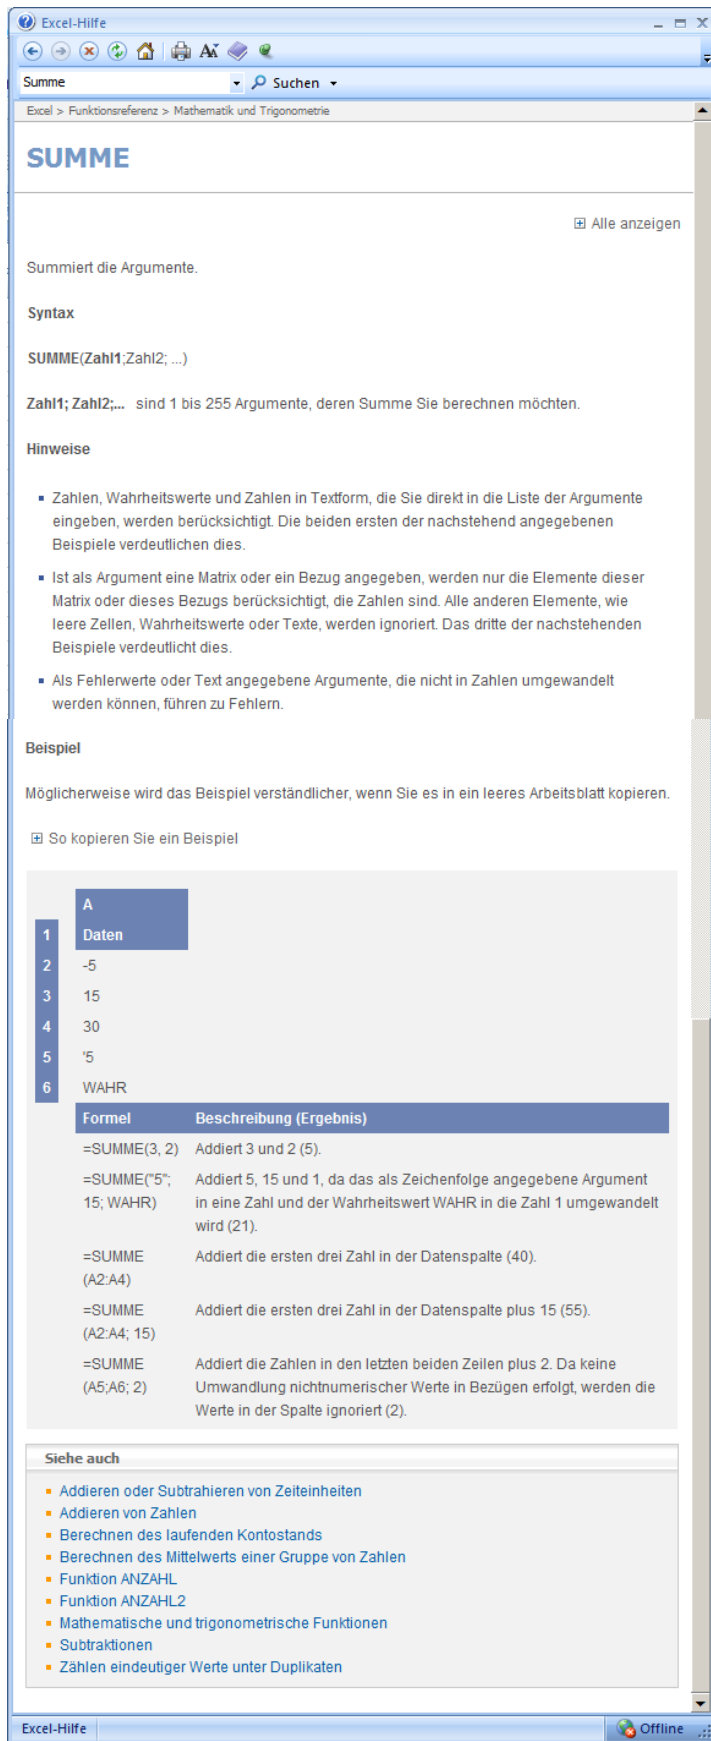 Excel-Hilfe
Summe
Suchen
Excel > Funktionsreferenz > Mathematik und Trigonometrie
SUMME
Alle anzeigen
Summiert die Argumente.
Syntax
SUMME(Zahl1;Zahl2; ...)
Zahl1; Zahl2;... sind 1 bis 255 Argumente, deren Summe Sie berechnen möchten.
Hinweise
Zahlen, Wahrheitswerte und Zahlen in Textform, die Sie direkt in die Liste der Argumente
eingeben, werden berücksichtigt. Die beiden ersten der nachstehend angegebenen
Beispiele verdeutlichen dies.
Ist als Argument eine Matrix oder ein Bezug angegeben, werden nur die Elemente dieser
Matrix oder dieses Bezugs berücksichtigt, die Zahlen sind. Alle anderen Elemente, wie
leere Zellen, Wahrheitswerte oder Texte, werden ignoriert. Das dritte der nachstehenden
Beispiele verdeutlicht dies.
Als Fehlerwerte oder Text angegebene Argumente, die nicht in Zahlen umgewandelt
werden können, führen zu Fehlern.
Beispiel
Möglicherweise wird das Beispiel verständlicher, wenn Sie es in ein leeres Arbeitsblatt kopieren.
So kopieren Sie ein Beispiel
A
1 Daten
2 -5
3 15
4 30
5 '5
6 WAHR
Formel Beschreibung (Ergebnis)
=SUMME(3, 2) Addiert 3 und 2 (5).
=SUMME("5"; Addiert 5, 15 und 1, da das als Zeichenfolge angegebene Argument
15; WAHR) in eine Zahl und der Wahrheitswert WAHR in die Zahl 1 umgewandelt
wird (21).
=SUMME Addiert die ersten drei Zahl in der Datenspalte (40).
(A2:A4)
=SUMME Addiert die ersten drei Zahl in der Datenspalte plus 15 (55).
(A2:A4; 15)
=SUMME Addiert die Zahlen in den letzten beiden Zeilen plus 2. Da keine
(A5;A6; 2) Umwandlung nichtnumerischer Werte in Bezügen erfolgt, werden die
Werte in der Spalte ignoriert (2).
Siehe auch
Addieren oder Subtrahieren von Zeiteinheiten
Addieren von Zahlen
Berechnen des laufenden Kontostands
Berechnen des Mittelwerts einer Gruppe von Zahlen
Funktion ANZAHL
Funktion ANZAHL2
Mathematische und trigonometrische Funktionen
Subtraktionen
Zählen eindeutiger Werte unter Duplikaten
Excel-Hilfe Offline